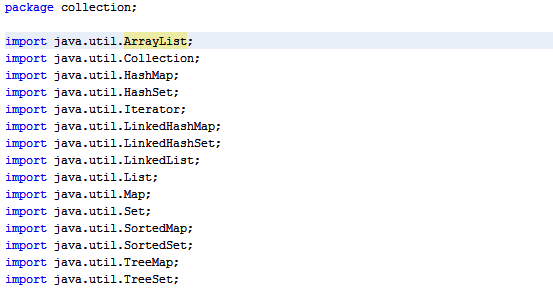 package collection;
import java.util.ArrayList;
import java.util.Collection;
import java.util.HashMap;
import java.util.HashSet;
import java.util.Iterator;
import java.util.LinkedHashMap;
import java.util.LinkedHashSet;
import java.util.LinkedList;
import java.util.List;
import java.util.Map;
import java.util.Set;
import java.util.SortedMap;
import java.util.SortedSet;
import java.util.TreeMap;
import java.util.TreeSet;